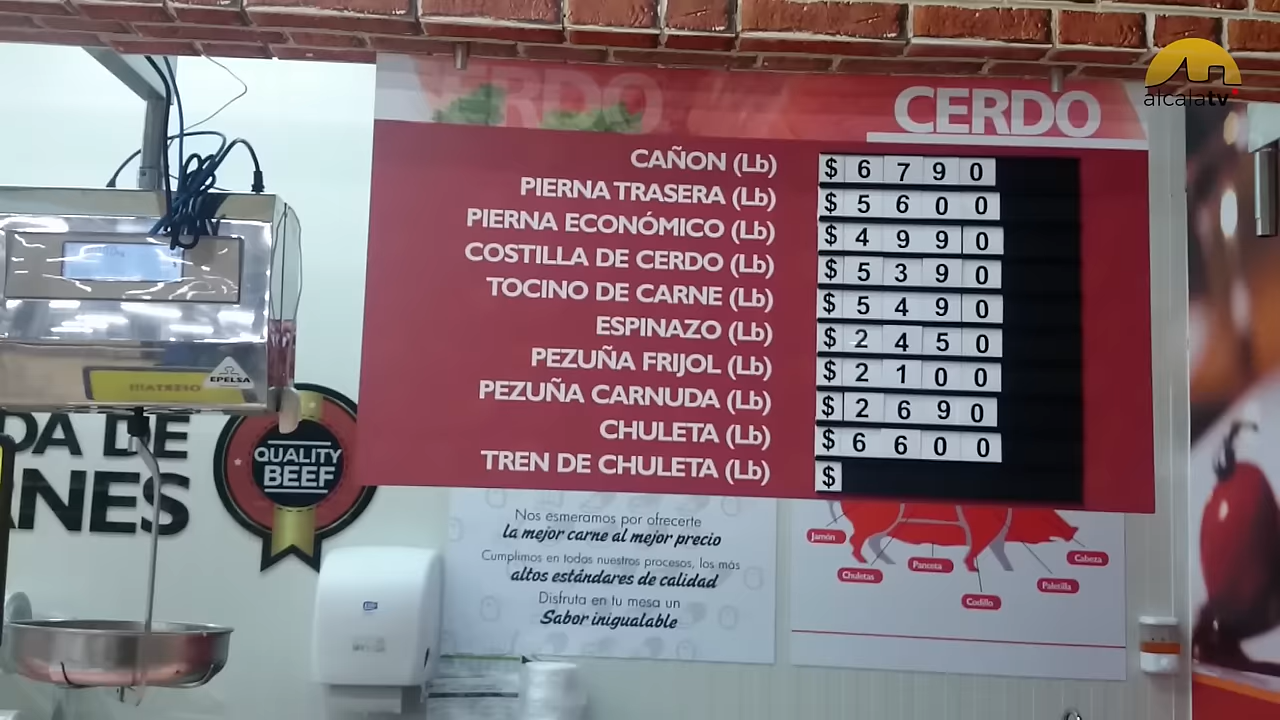 alcalatv
CERDO
CERDO
CAÑON (Lb) $ 6 7 9 0
PIERNA TRASERA (Lb) $ 5 6 0 0
PIERNA ECONÓMICO (Lb) $ 4 9 9 0
COSTILLA DE CERDO (Lb) $ 5 3 9 0
TOCINO DE CARNE (Lb) $ 5 4 9 0
ESPINAZO (Lb) $ 2 4 5 0
PEZUÑA FRIJOL (Lb) $ 2 1 0 0
PEZUÑA CARNUDA (Lb) $ 2 6 9 0
CHULETA (Lb) $ 6 6 0 0
TREN DE CHULETA (Lb) $
EPELSA
DA DE
NES
QUALITY
BEEF
Nos esmeramos por ofrecerte
la mejor carne al mejor precio
Cumplimos en todos nuestros procesos, los más
altos estándares de calidad
Disfruta en tu mesa un
Sabor inigualable
Jamón
Chuletas
Panceta
Codillo
Paletilla
Cabeza